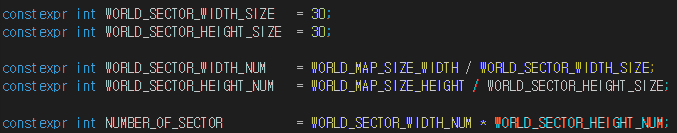 constexpr int WORLD_SECTOR_WIDTH_SIZE = 30;
constexpr int WORLD_SECTOR_HEIGHT_SIZE = 30;
constexpr int WORLD_SECTOR_WIDTH_NUM = WORLD_MAP_SIZE_WIDTH / WORLD_SECTOR_WIDTH_SIZE;
constexpr int WORLD_SECTOR_HEIGHT_NUM = WORLD_MAP_SIZE_HEIGHT / WORLD_SECTOR_HEIGHT_SIZE;
constexpr int NUMBER_OF_SECTOR = WORLD_SECTOR_WIDTH_NUM * WORLD_SECTOR_HEIGHT_NUM;